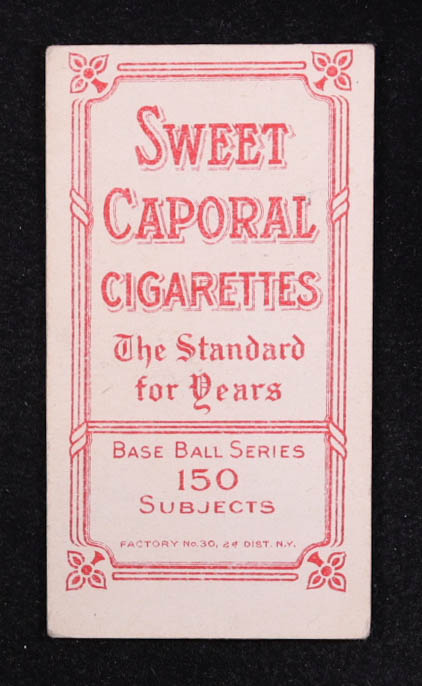 SWEET
CAPORAL
CIGARETTES
The Standard
for Years
BASE BALL SERIES
150
SUBJECTS
FACTORY No. 30, 2d DIST. N.Y.